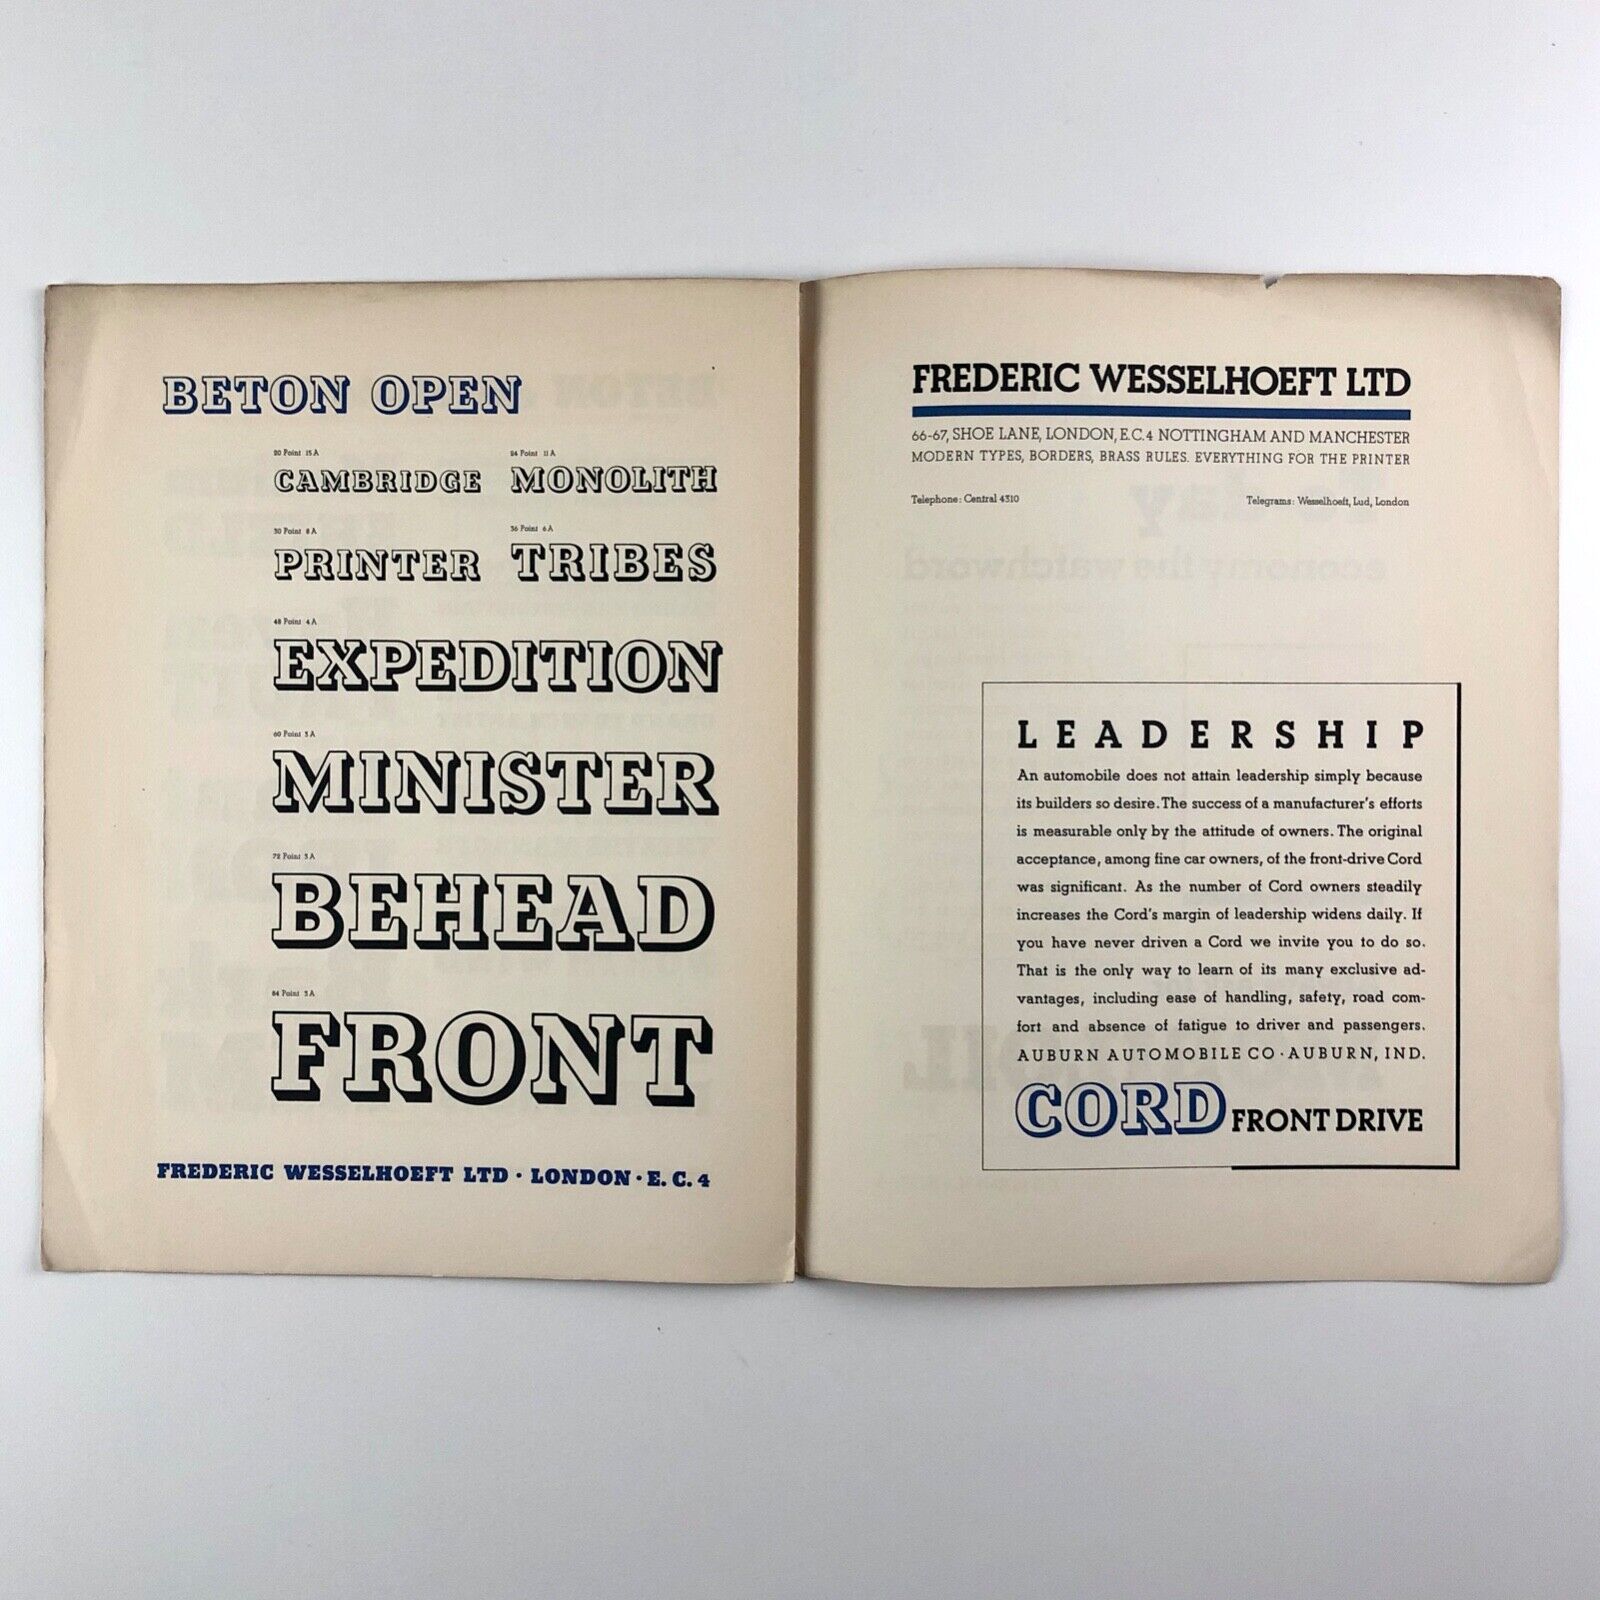 BETON OPEN
20 Point 15 A
CAMBRIDGE
24 Point 11 A
MONOLITH
30 Point 8 A
PRINTER
36 Point 6 A
TRIBES
48 Point 4 A
EXPEDITION
60 Point 3 A
MINISTER
72 Point 3 A
BEHEAD
84 Point 3 A
FRONT
FREDERIC WESSELHOEFT LTD · LONDON · E. C. 4
FREDERIC WESSELHOEFT LTD
66-67, SHOE LANE, LONDON, E.C. 4 NOTTINGHAM AND MANCHESTER
MODERN TYPES, BORDERS, BRASS RULES. EVERYTHING FOR THE PRINTER
Telephone: Central 4310
Telegrams: Wesselhoeft, Lud, London
LEADERSHIP
An automobile does not attain leadership simply because
its builders so desire. The success of a manufacturer's efforts
is measurable only by the attitude of owners. The original
acceptance, among fine car owners, of the front-drive Cord
was significant. As the number of Cord owners steadily
increases the Cord's margin of leadership widens daily. If
you have never driven a Cord we invite you to do so.
That is the only way to learn of its many exclusive ad-
vantages, including ease of handling, safety, road com-
fort and absence of fatigue to driver and passengers.
AUBURN AUTOMOBILE CO · AUBURN, IND.
CORD FRONT DRIVE